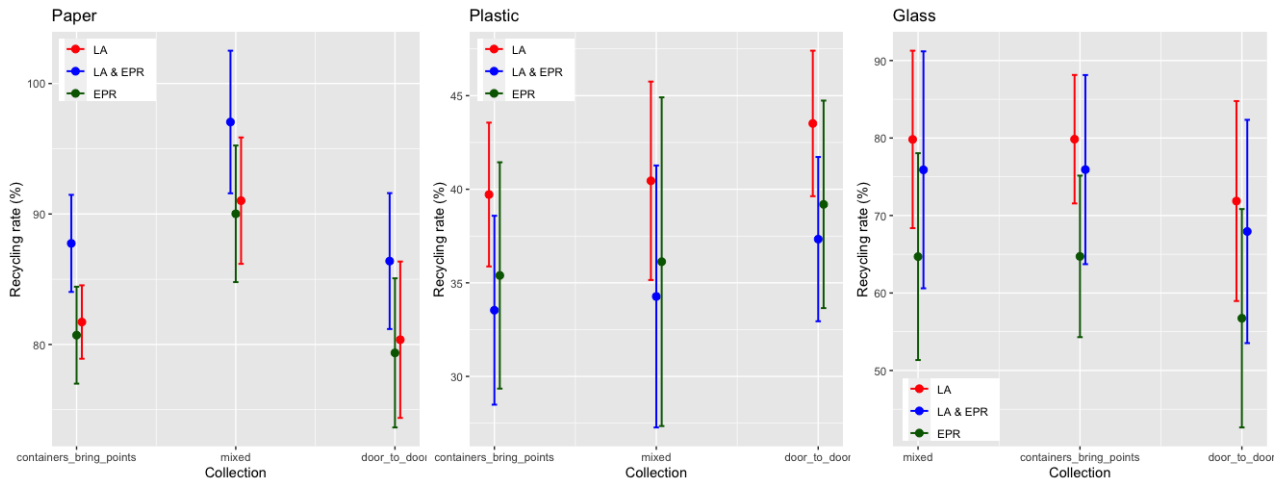 Paper
LA
LA & EPR
EPR
100
90
80
Recycling rate (%)
containers_bring_points
mixed
door_to_door
Collection
Plastic
LA
LA & EPR
EPR
45
40
35
30
Recycling rate (%)
containers_bring_points
mixed
door_to_door
Collection
Glass
90
80
70
60
50
Recycling rate (%)
LA
LA & EPR
EPR
mixed
containers_bring_points
door_to_door
Collection